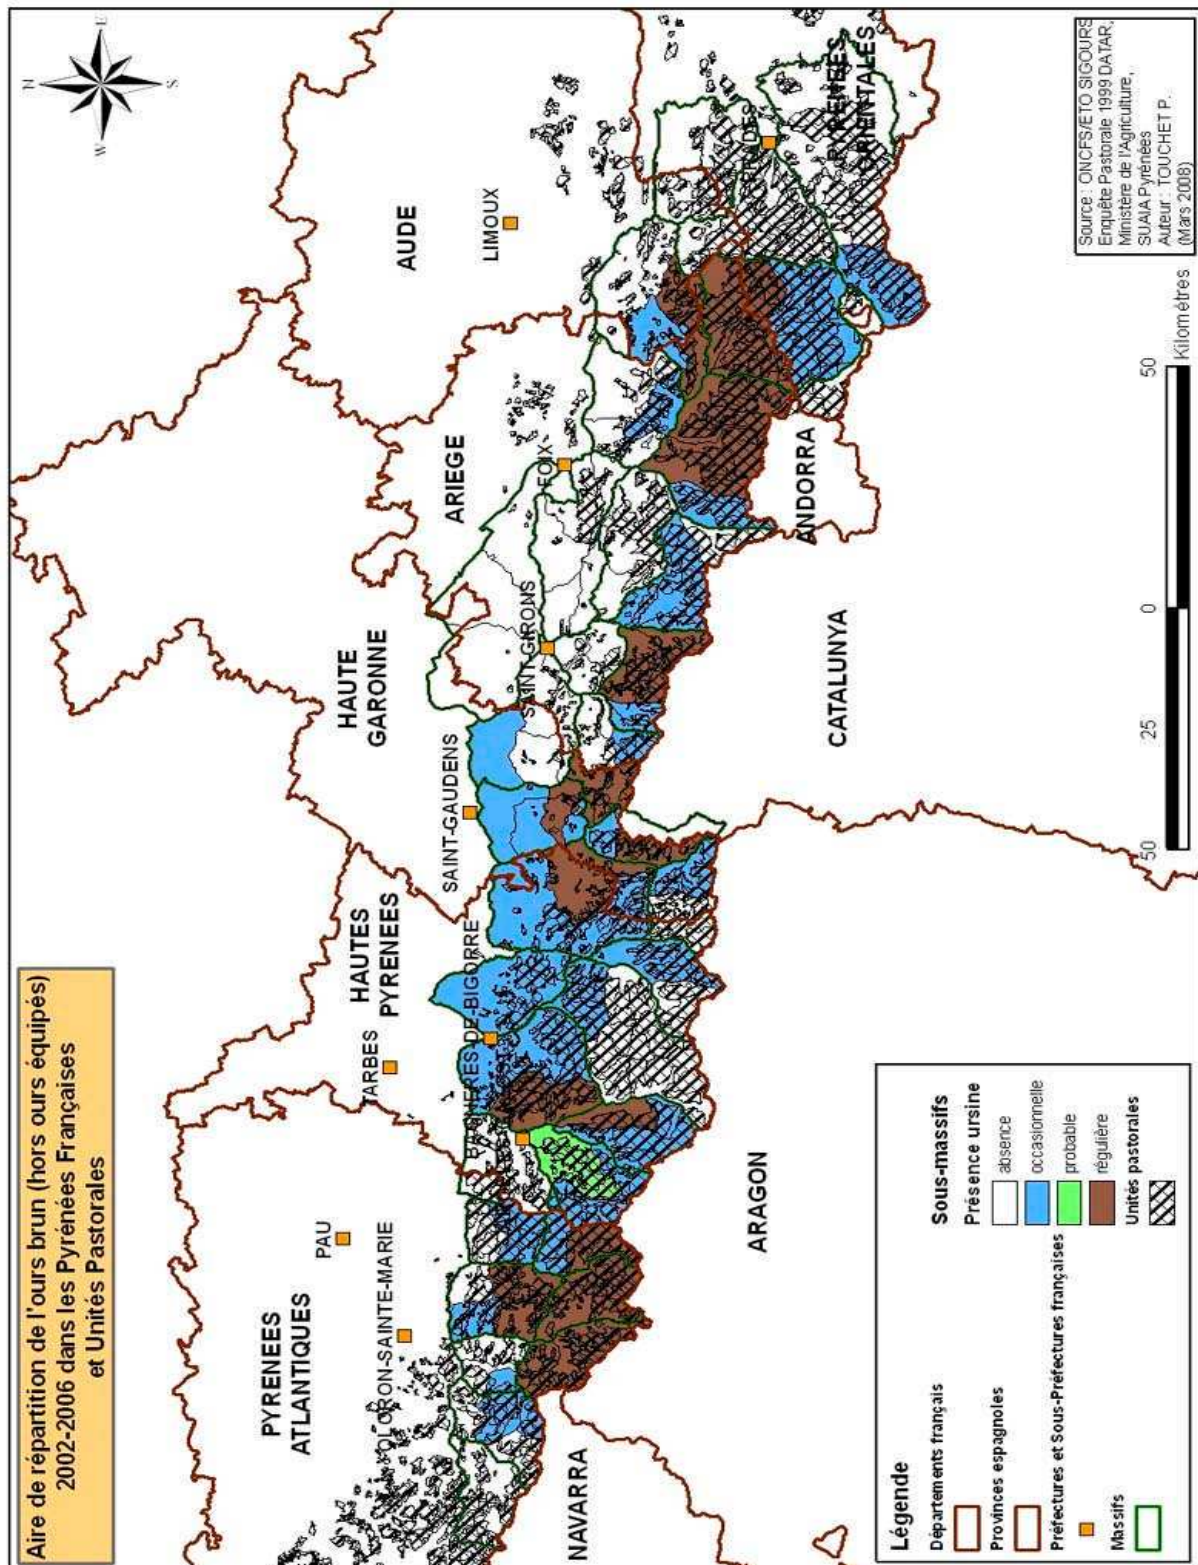 Aire de répartition de l'ours brun (hors ours équipés)
2002-2006 dans les Pyrénées Françaises
et Unités Pastorales
N
E
S
W
PYRENEES
ATLANTIQUES
PAU
OLORON-SAINTE-MARIE
TARBES
HAUTES
PYRENEES
BAGNERES-DE-BIGORRE
SAINT-GAUDENS
HAUTE
GARONNE
SAINT-GIRONS
ARIEGE
FOIX
AUDE
LIMOUX
PRADES
PYRENEES
ORIENTALES
NAVARRA
ARAGON
CATALUNYA
ANDORRA
Légende
Départements français
Provinces espagnoles
Préfectures et Sous-Préfectures françaises
Massifs
Sous-massifs
Présence ursine
absence
occasionnelle
probable
régulière
Unités pastorales
50
25
0
50
Kilomètres
Source : ONCFS/ETO SIGOURS
Enquête Pastorale 1999 DATAR,
Ministère de l'Agriculture,
SUAIA Pyrénées
Auteur : TOUCHET P.
(Mars 2008)